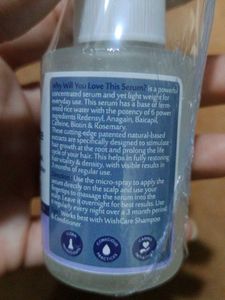 Why Will You Love This Serum? is a powerful
concentrated serum and yet light weight for
everyday use. This serum has a base of ferm-
ented rice water with the potency of 6 power
ingredients Redensyl, Anagain, Baicapil,
Caffeine, Biotin & Rosemary.
These cutting-edge patented natural-based
extracts are specifically designed to stimulate
hair growth at the root and prolong the life
cycle of your hair. This helps in fully restoring
hair vitality & density, with visible results in
3 months of regular use.
Use the micro-spray to apply the
serum directly on the scalp and use your
fingertips to massage the serum into the
scalp. Leave it overnight for best results. Use
regularly every night over a 3 month period
Works best with WishCare Shampoo
& Conditioner
CONSCIOUS
PRACTICES